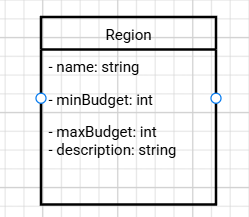 Region
- name: string
- minBudget: int
- maxBudget: int
- description: string